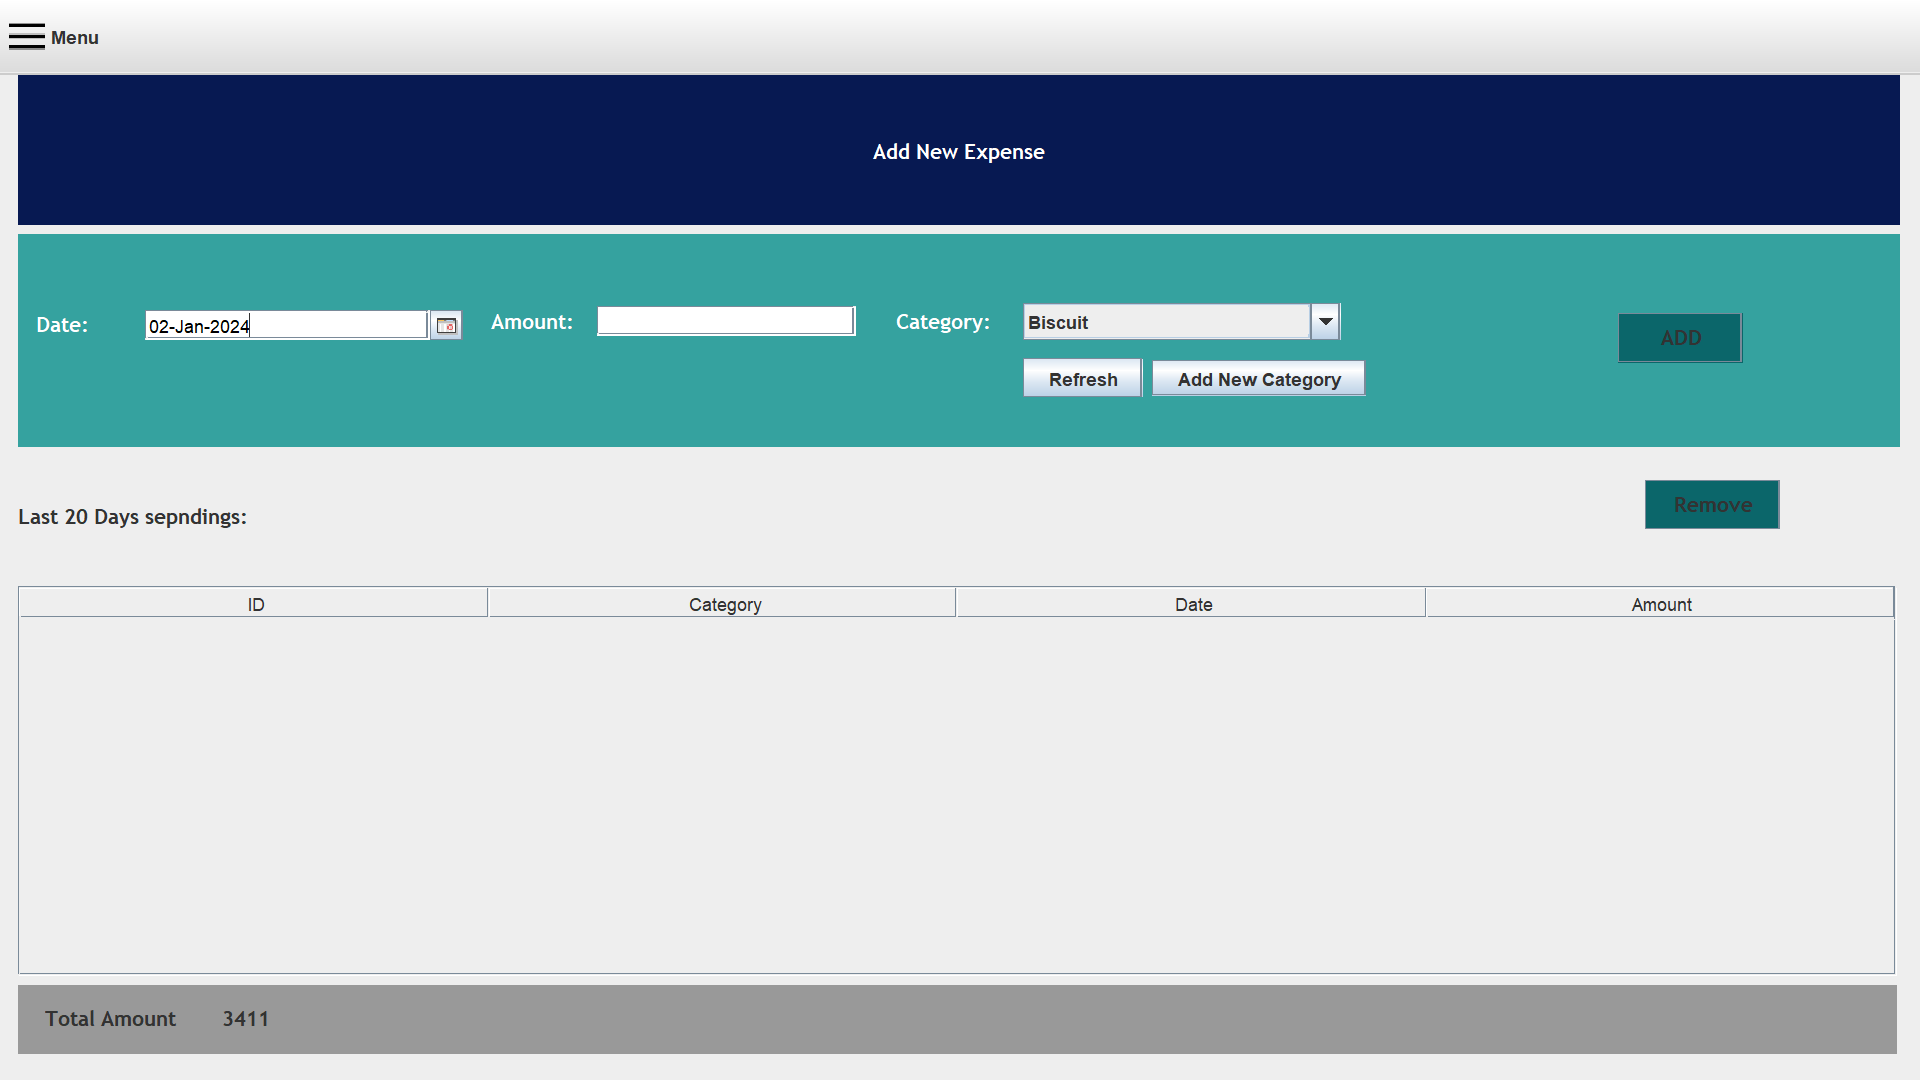 Menu
Add New Expense
Date: 02-Jan-2024 Amount: Category: Biscuit ADD
Refresh Add New Category
Last 20 Days sepndings: Remove
ID Category Date Amount
Total Amount 3411